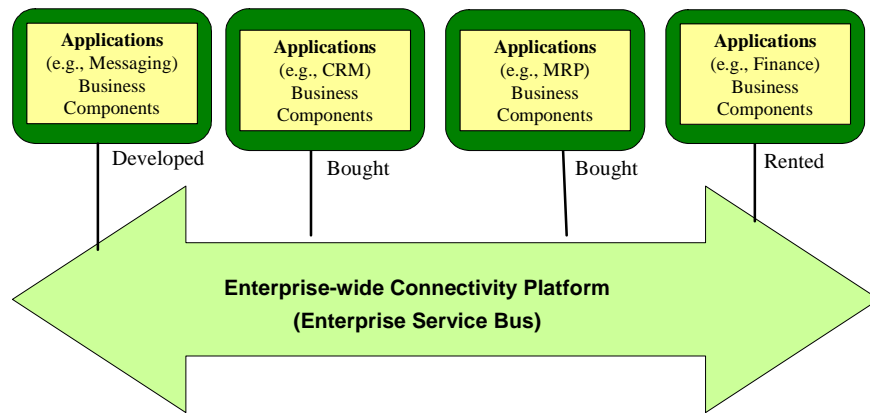 Applications
(e.g., Messaging)
Business
Components
Applications
(e.g., CRM)
Business
Components
Applications
(e.g., MRP)
Business
Components
Applications
(e.g., Finance)
Business
Components
Developed
Bought
Bought
Rented
Enterprise-wide Connectivity Platform
(Enterprise Service Bus)